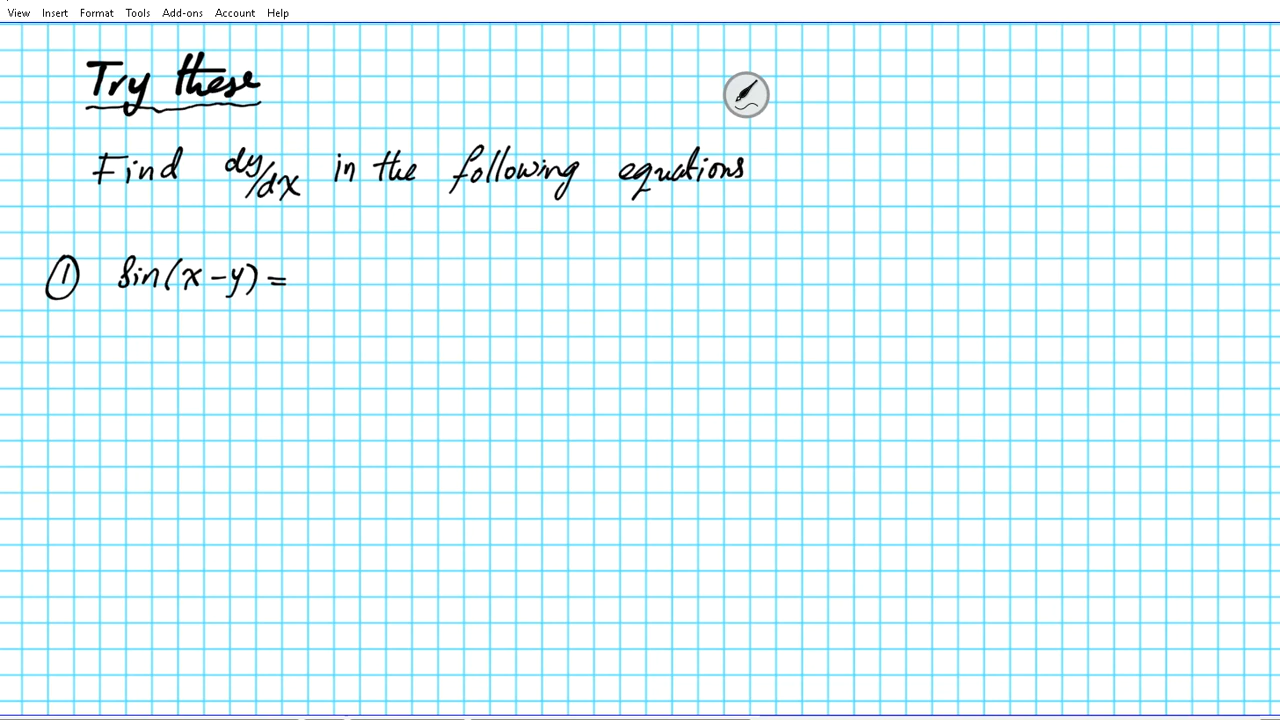 View Insert Format Tools Add-ons Account Help
Try these
Find dy/dx in the following equations
① Sin(x-y)=